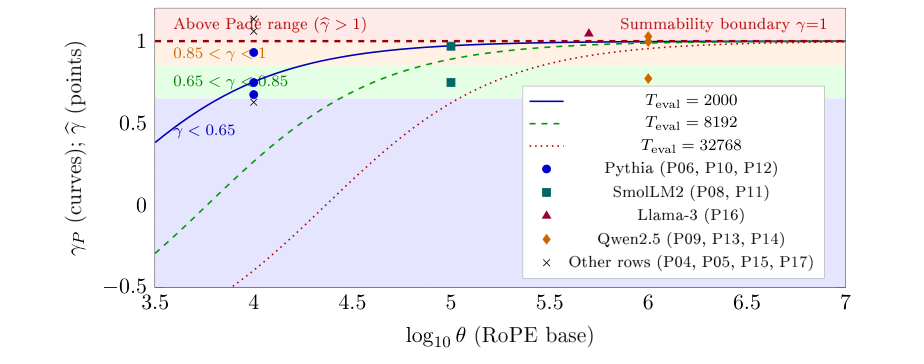 Above Padé range (γ̂ > 1)
Summability boundary γ=1
0.85 < γ < 1
0.65 < γ < 0.85
γ < 0.65
1
0.5
0
−0.5
γ_P (curves); γ̂ (points)
T_eval = 2000
T_eval = 8192
T_eval = 32768
Pythia (P06, P10, P12)
SmolLM2 (P08, P11)
Llama-3 (P16)
Qwen2.5 (P09, P13, P14)
Other rows (P04, P05, P15, P17)
3.5 4 4.5 5 5.5 6 6.5 7
log₁₀ θ (RoPE base)